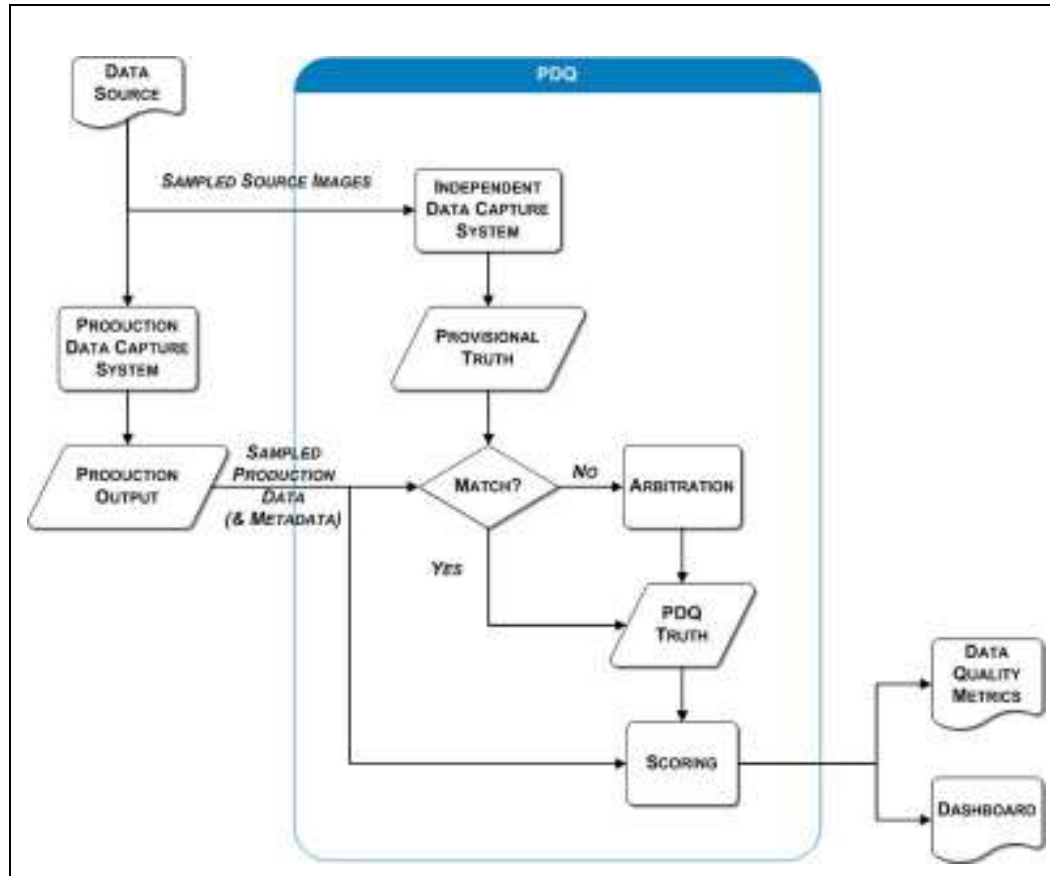 PDQ
DATA
SOURCE
SAMPLED SOURCE IMAGES
INDEPENDENT
DATA CAPTURE
SYSTEM
PRODUCTION
DATA CAPTURE
SYSTEM
PROVISIONAL
TRUTH
PRODUCTION
OUTPUT
SAMPLED
PRODUCTION
DATA
(& METADATA)
MATCH?
NO
ARBITRATION
YES
PDQ
TRUTH
DATA
QUALITY
METRICS
SCORING
DASHBOARD